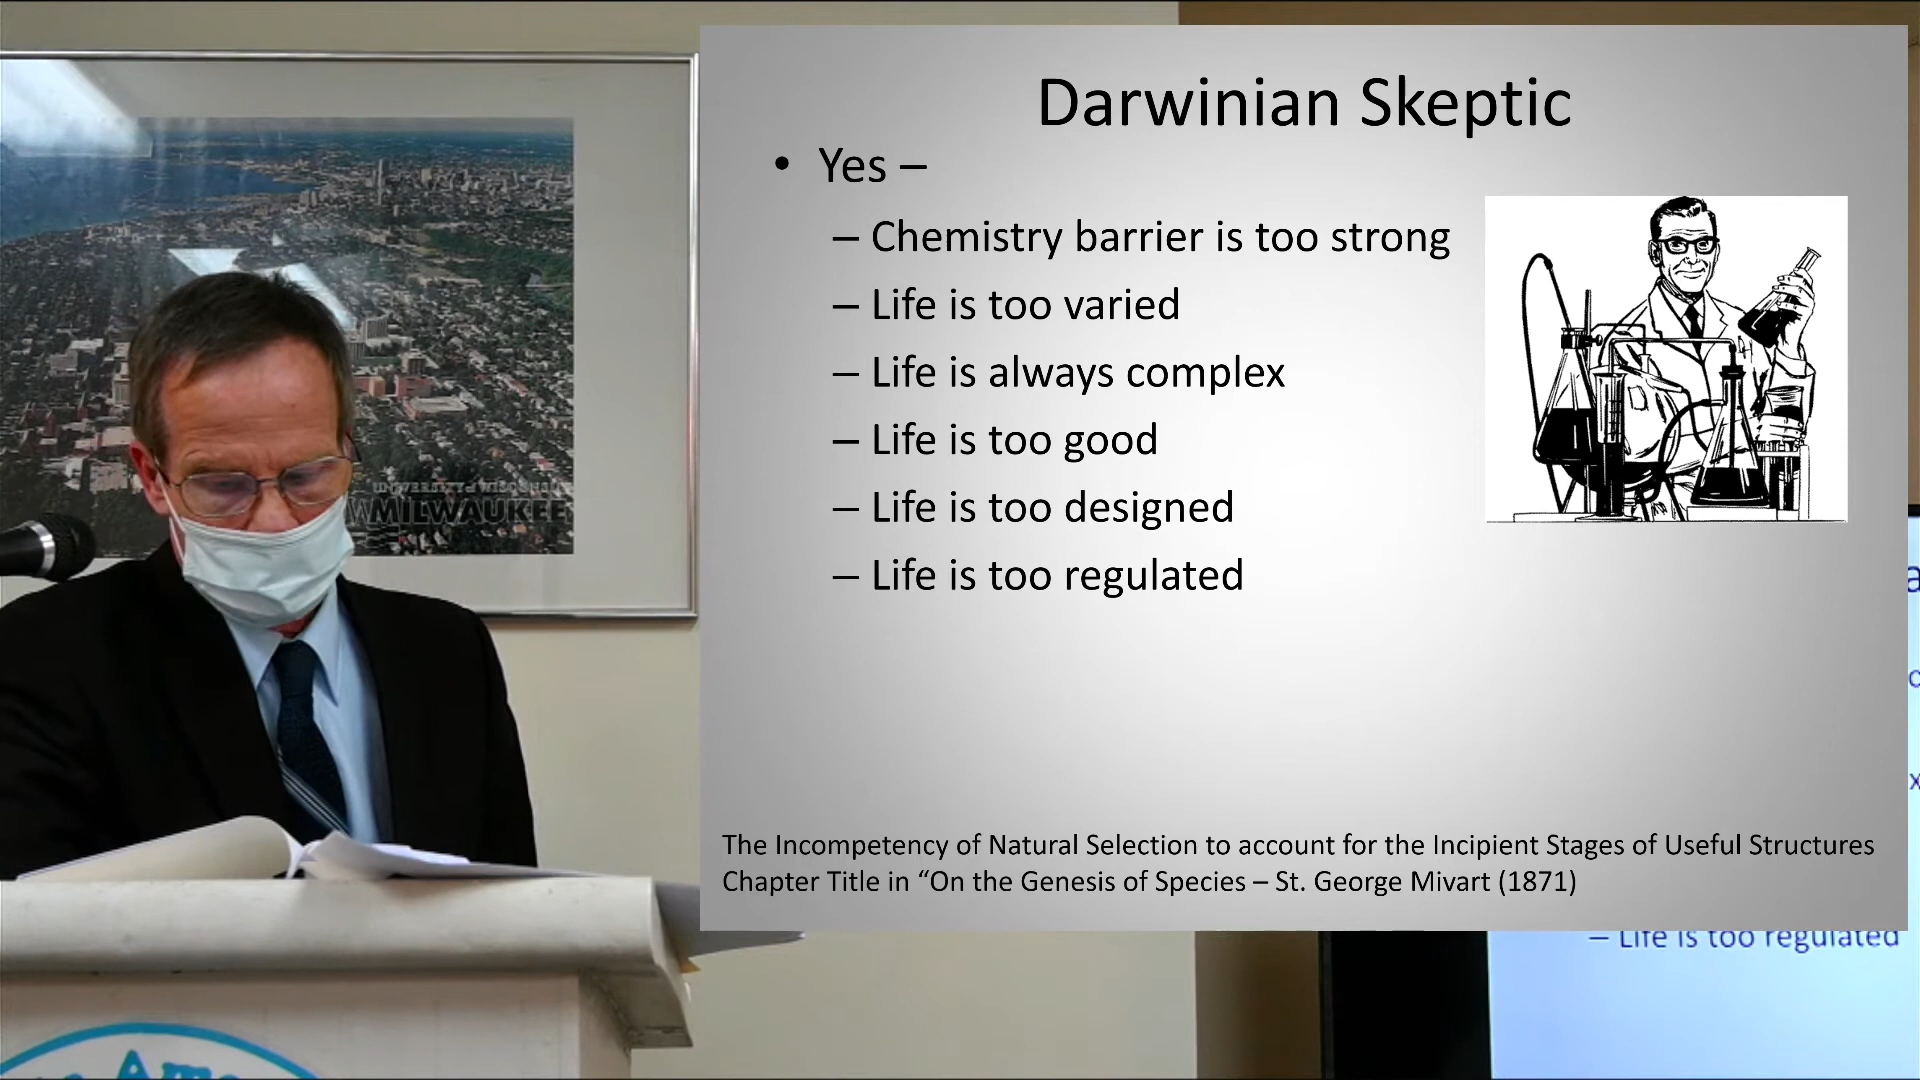 Darwinian Skeptic
• Yes –
– Chemistry barrier is too strong
– Life is too varied
– Life is always complex
– Life is too good
– Life is too designed
– Life is too regulated
The Incompetency of Natural Selection to account for the Incipient Stages of Useful Structures
Chapter Title in “On the Genesis of Species – St. George Mivart (1871)
UNIVERSITY of WISCONSIN
MILWAUKEE
– Life is too regulated